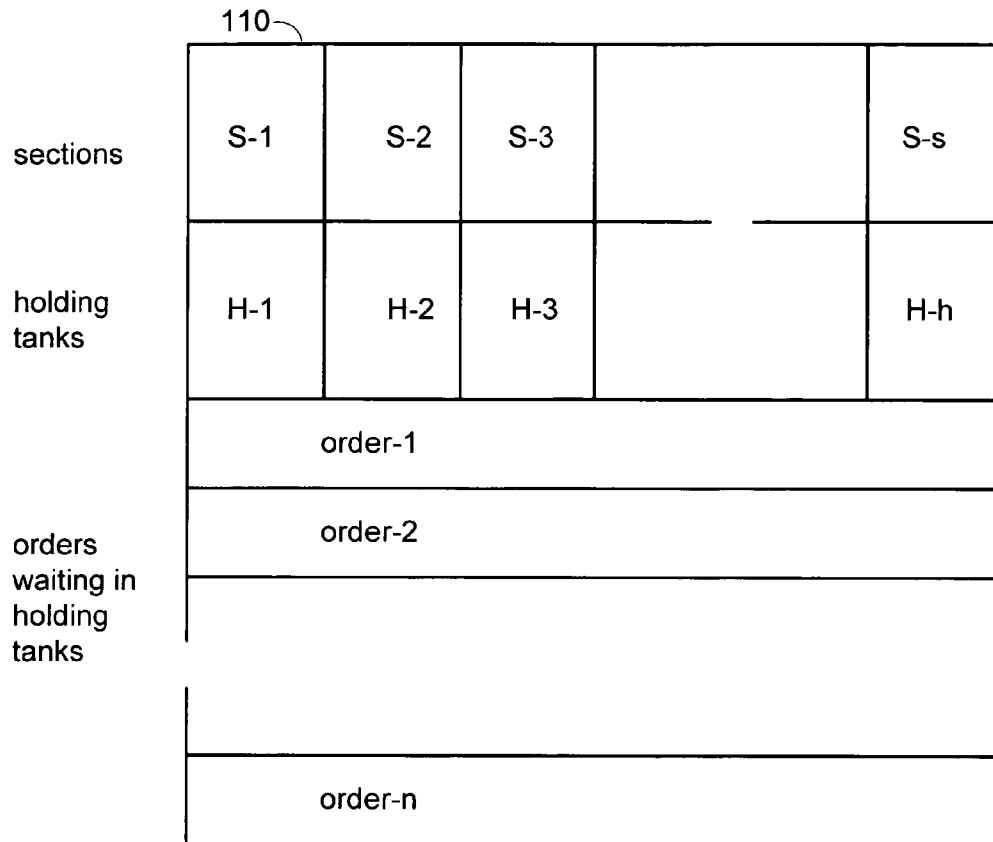 110
sections
S-1 S-2 S-3 S-s
holding
tanks
H-1 H-2 H-3 H-h
order-1
order-2
orders
waiting in
holding
tanks
order-n